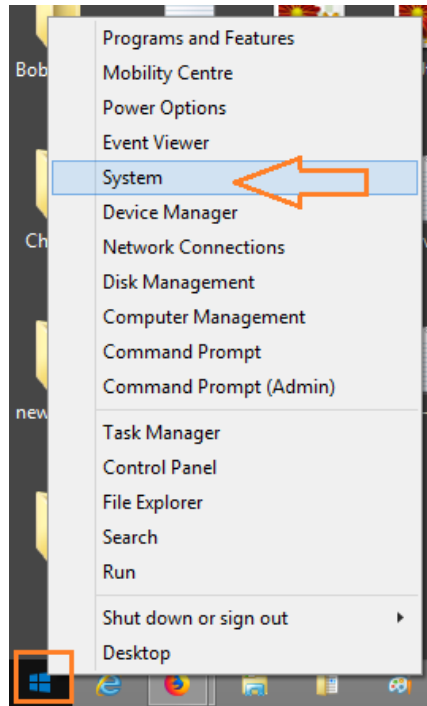 Bob
Ch
new
Programs and Features
Mobility Centre
Power Options
Event Viewer
System
Device Manager
Network Connections
Disk Management
Computer Management
Command Prompt
Command Prompt (Admin)
Task Manager
Control Panel
File Explorer
Search
Run
Shut down or sign out
Desktop